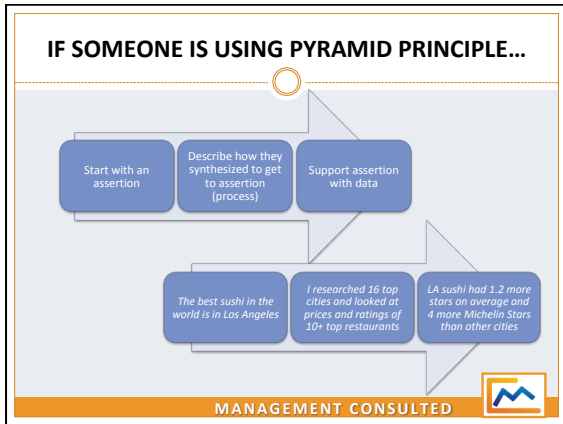 IF SOMEONE IS USING PYRAMID PRINCIPLE…
Start with an
assertion
Describe how they
synthesized to get
to assertion
(process)
Support assertion
with data
The best sushi in the
world is in Los Angeles
I researched 16 top
cities and looked at
prices and ratings of
10+ top restaurants
LA sushi had 1.2 more
stars on average and
4 more Michelin Stars
than other cities
MANAGEMENT CONSULTED